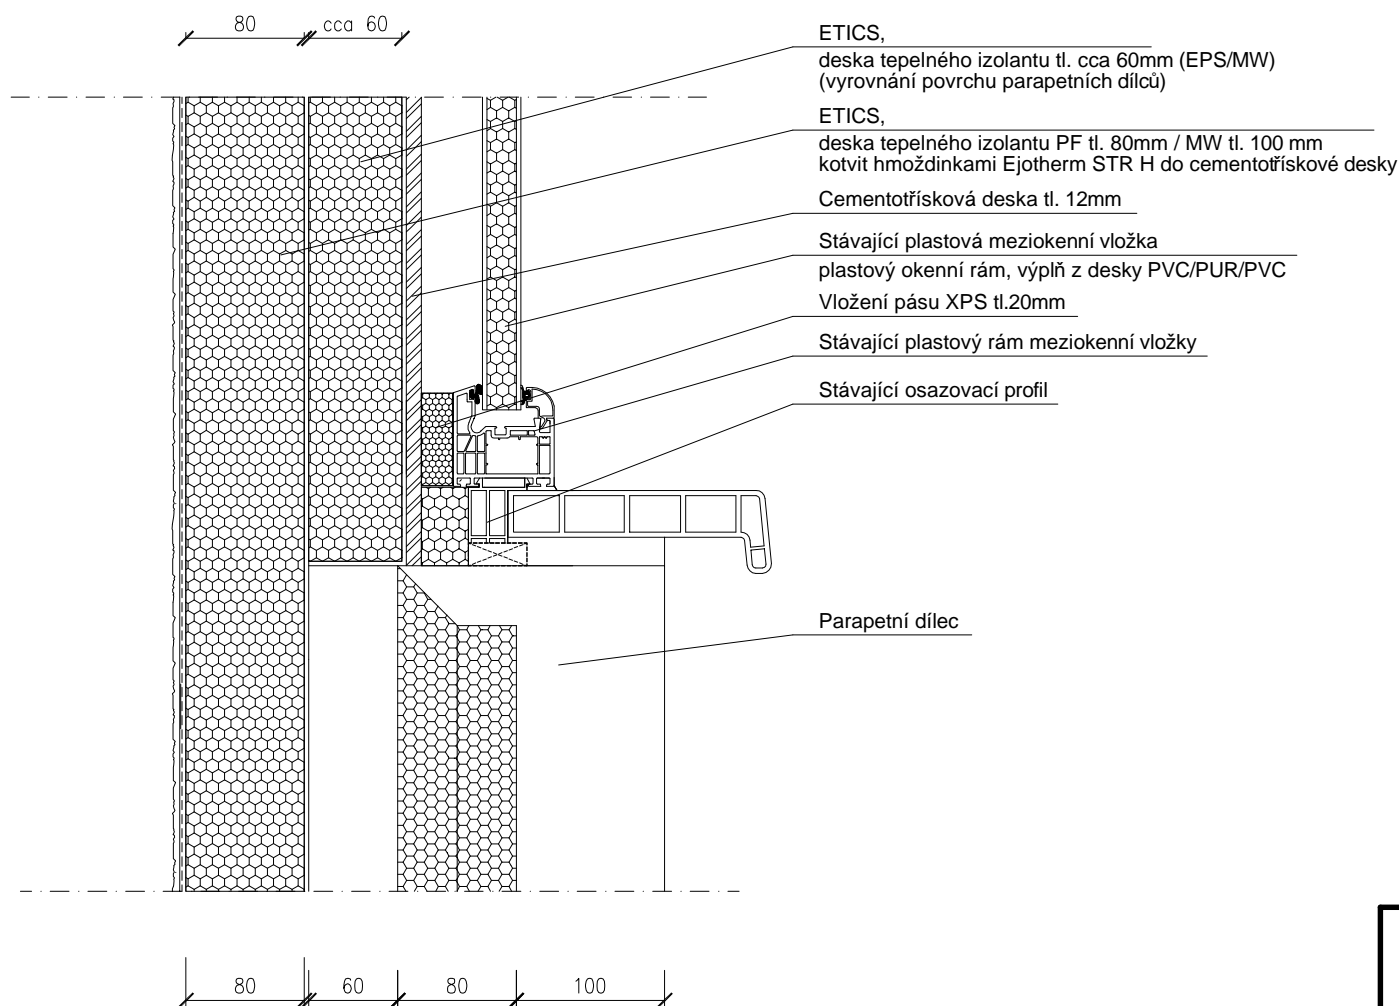 80
cca 60
ETICS,
deska tepelného izolantu tl. cca 60mm (EPS/MW)
(vyrovnání povrchu parapetních dílců)
ETICS,
deska tepelného izolantu PF tl. 80mm / MW tl. 100 mm
kotvit hmoždinkami Ejotherm STR H do cementotřískové desky
Cementotřísková deska tl. 12mm
Stávající plastová meziokenní vložka
plastový okenní rám, výplň z desky PVC/PUR/PVC
Vložení pásu XPS tl.20mm
Stávající plastový rám meziokenní vložky
Stávající osazovací profil
Parapetní dílec
80
60
80
100